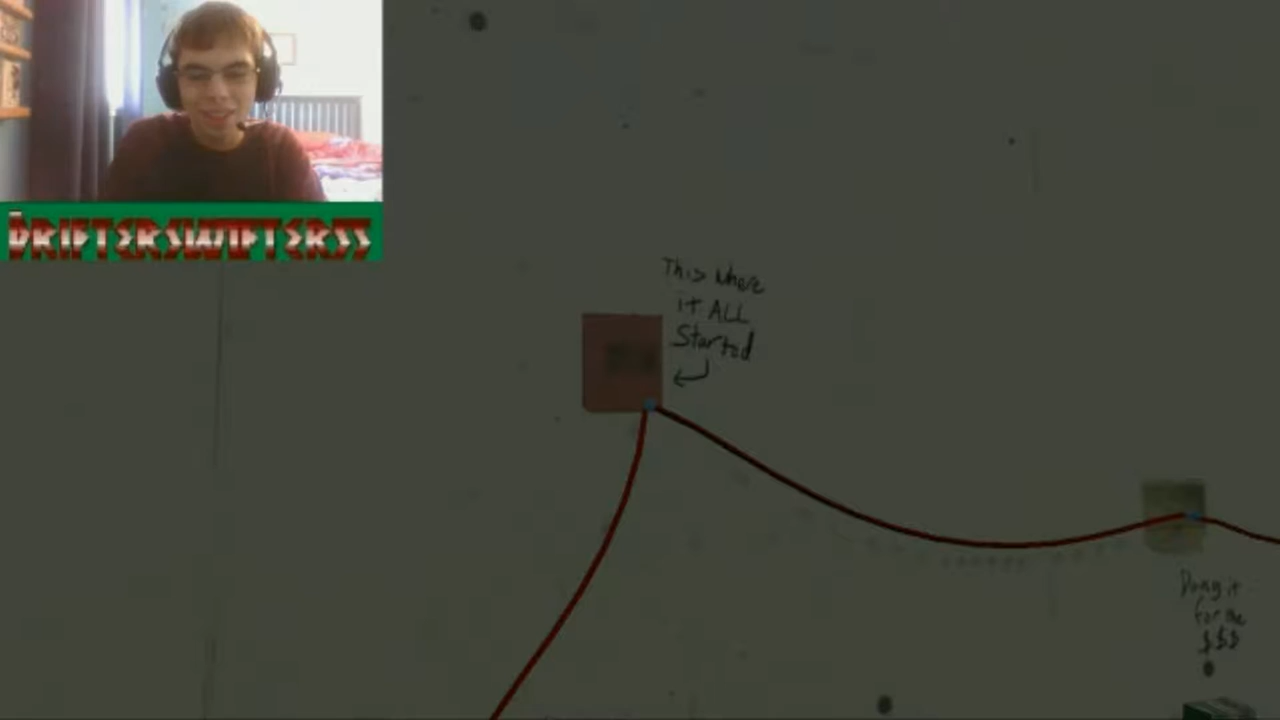 DRIFTERSWIFTERSS
This where
it ALL
Started
Doing it
for the
$$$